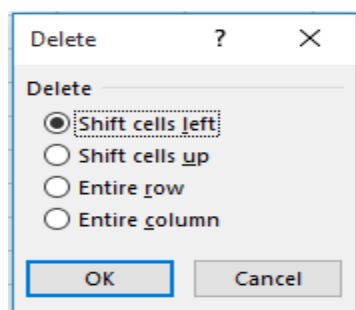 Delete ? ×
Delete
Shift cells left
Shift cells up
Entire row
Entire column
OK Cancel